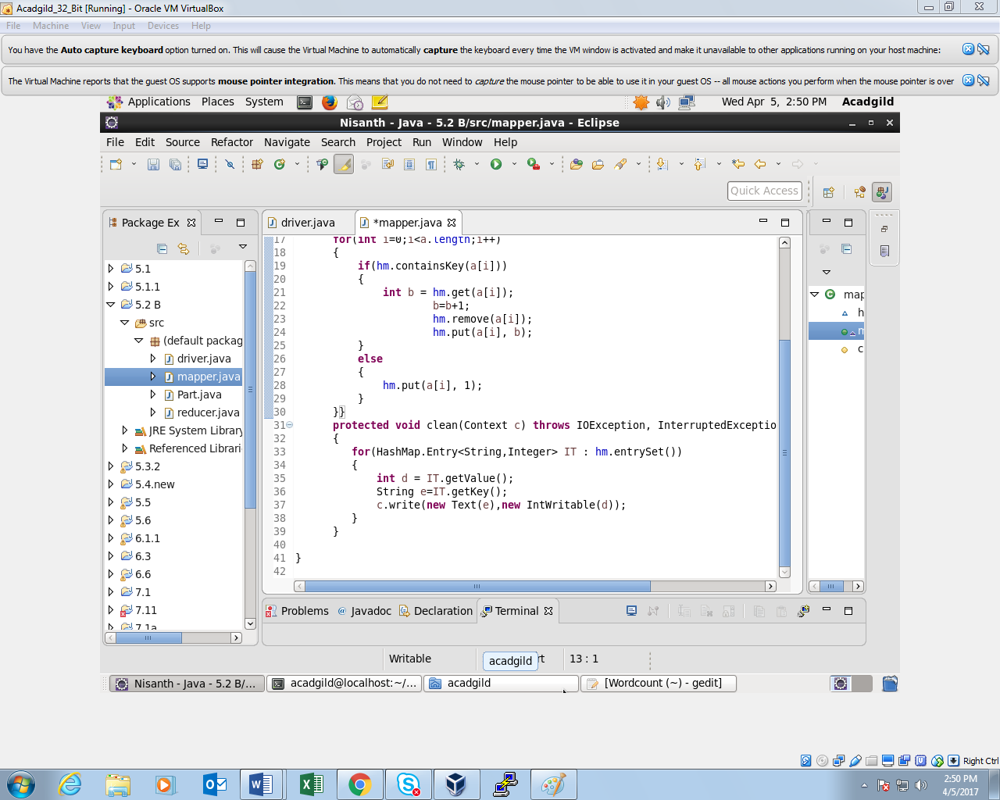 Acadgild_32_Bit [Running] - Oracle VM VirtualBox
File Machine View Input Devices Help
You have the Auto capture keyboard option turned on. This will cause the Virtual Machine to automatically capture the keyboard every time the VM window is activated and make it unavailable to other applications running on your host machine:
The Virtual Machine reports that the guest OS supports mouse pointer integration. This means that you do not need to capture the mouse pointer to be able to use it in your guest OS -- all mouse actions you perform when the mouse pointer is over
Applications Places System Wed Apr 5, 2:50 PM Acadgild
Nisanth - Java - 5.2 B/src/mapper.java - Eclipse
File Edit Source Refactor Navigate Search Project Run Window Help
Quick Access
Package Ex
5.1
5.1.1
5.2 B
src
(default packag
driver.java
mapper.java
Part.java
reducer.java
JRE System Library
Referenced Librari
5.3.2
5.4.new
5.5
5.6
6.1.1
6.3
6.6
7.1
7.11
7.1a
driver.java *mapper.java
17 for(int i=0;i<a.length;i++)
18 {
19 if(hm.containsKey(a[i]))
20 {
21 int b = hm.get(a[i]);
22 b=b+1;
23 hm.remove(a[i]);
24 hm.put(a[i], b);
25 }
26 else
27 {
28 hm.put(a[i], 1);
29 }
30 }}
31 protected void clean(Context c) throws IOException, InterruptedExceptio
32 {
33 for(HashMap.Entry<String,Integer> IT : hm.entrySet())
34 {
35 int d = IT.getValue();
36 String e=IT.getKey();
37 c.write(new Text(e),new IntWritable(d));
38 }
39 }
40
41 }
42
map
h
m
c
Problems Javadoc Declaration Terminal
Writable 13 : 1
acadgild
Nisanth - Java - 5.2 B/... acadgild@localhost:~/... acadgild [Wordcount (~) - gedit]
Right Ctrl
2:50 PM
4/5/2017